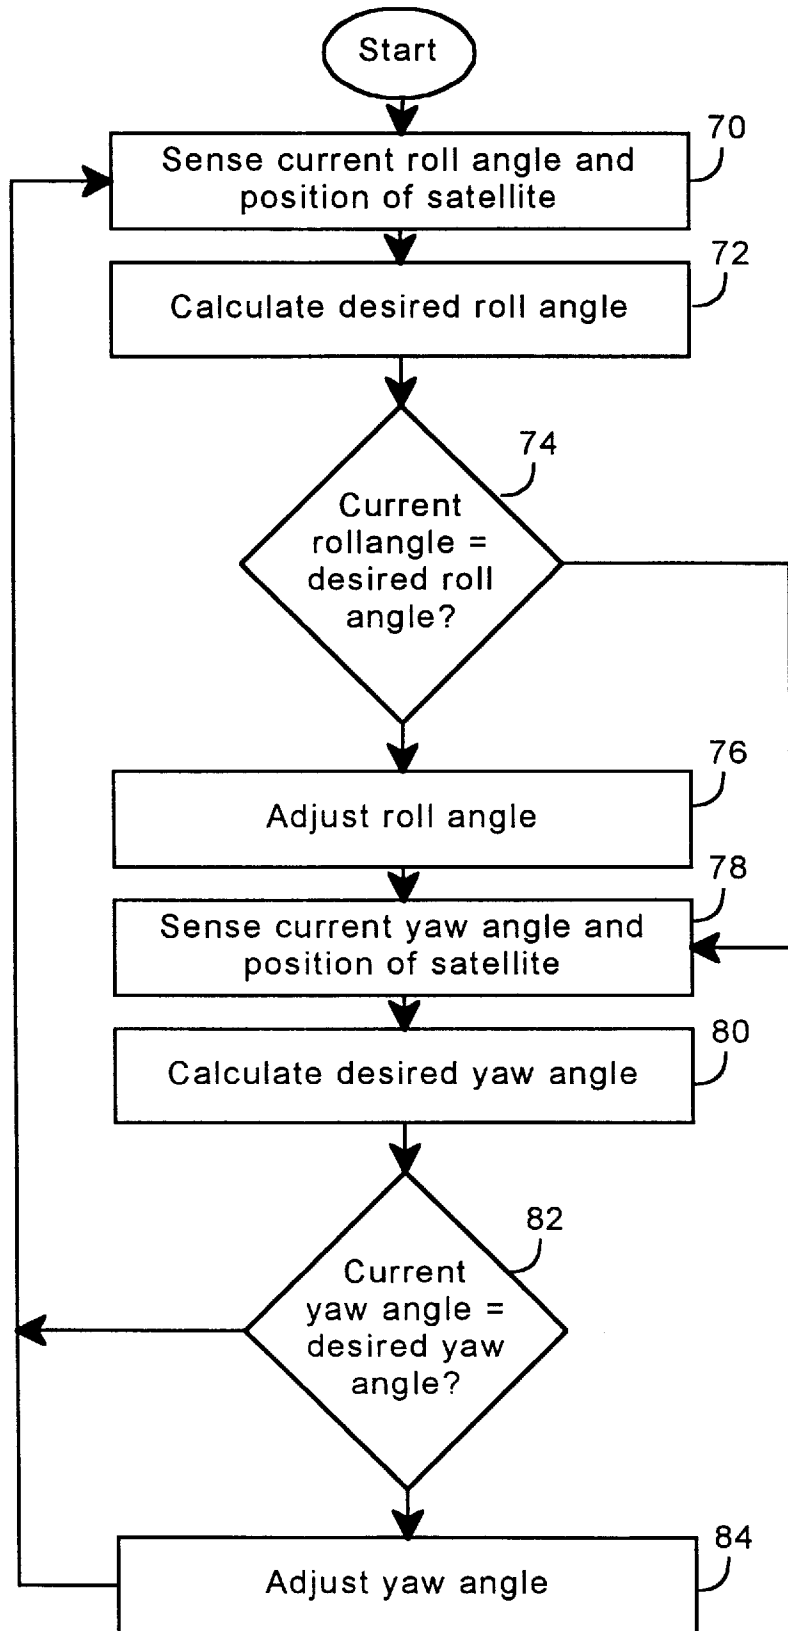 Start
70
Sense current roll angle and
position of satellite
72
Calculate desired roll angle
74
Current
rollangle =
desired roll
angle?
76
Adjust roll angle
78
Sense current yaw angle and
position of satellite
80
Calculate desired yaw angle
82
Current
yaw angle =
desired yaw
angle?
84
Adjust yaw angle